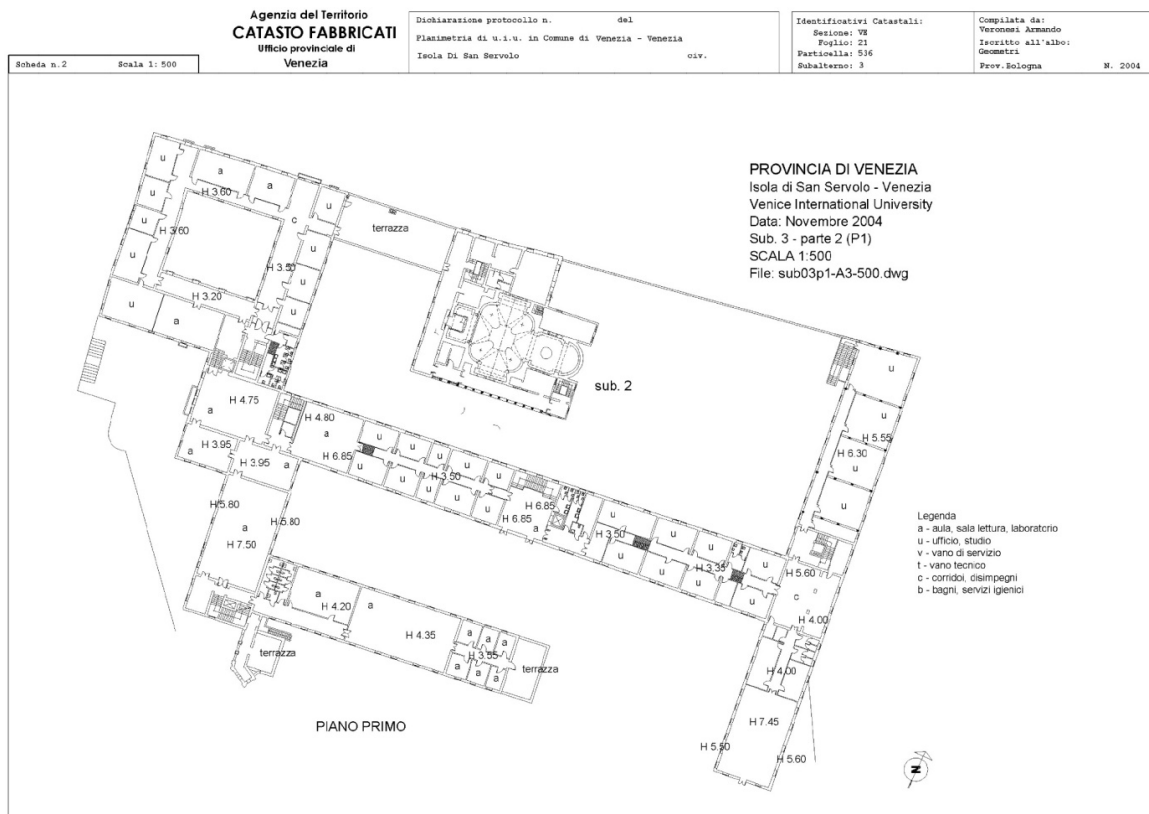 Agenzia del Territorio
CATASTO FABBRICATI
Ufficio provinciale di
Venezia
Scheda n.2 Scala 1:500
Dichiarazione protocollo n. del
Planimetria di u.i.u. in Comune di Venezia - Venezia
Isola Di San Servolo civ.
Identificativi Catastali:
Sezione: VE
Foglio: 21
Particella: 536
Subalterno: 3
Compilata da:
Veronesi Armando
Iscritto all'albo:
Geometri
Prov.Bologna N. 2004
PROVINCIA DI VENEZIA
Isola di San Servolo - Venezia
Venice International University
Data: Novembre 2004
Sub. 3 - parte 2 (P1)
SCALA 1:500
File: sub03p1-A3-500.dwg
u
a
a
H 3.60
u
u
c
terrazza
u
H 3.60
u
H 3.50
u
u
H 3.20
u
u
a
sub. 2
u
H 4.75
a
H 4.80
a
u
H 5.55
H 3.95
a
H 3.95
a
H 6.85
u
u
u
u
u
H 3.50
u
u
u
u
u
H 6.30
u
u
H 5.80
a
H 5.80
H 7.50
H 6.85
H 6.85
a
u
H 3.50
u
u
u
u
u
u
H 3.35
u
u
H 5.60
c
H 4.00
a
H 4.20
a
H 4.35
a
a
a
H 3.55
a
a
a
terrazza
terrazza
H 4.00
H 7.45
H 5.50
H 5.60
Legenda
a - aula, sala lettura, laboratorio
u - ufficio, studio
v - vano di servizio
t - vano tecnico
c - corridoi, disimpegni
b - bagni, servizi igienici
PIANO PRIMO
N